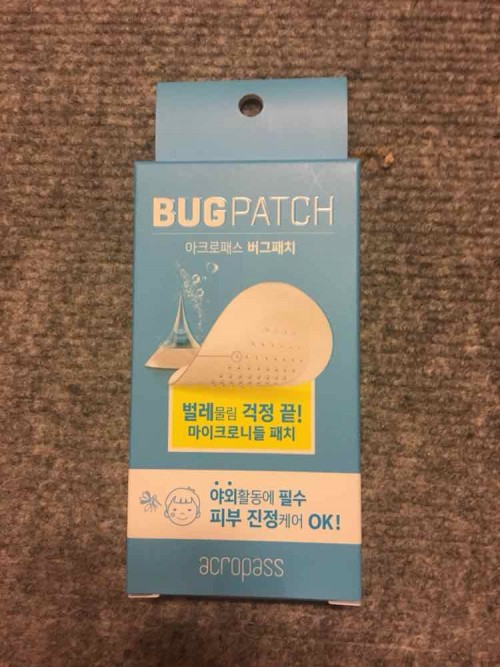 BUG PATCH
아크로패스 버그패치
벌레물림 걱정 끝!
마이크로니들 패치
야외활동에 필수
피부 진정케어 OK!
acropass